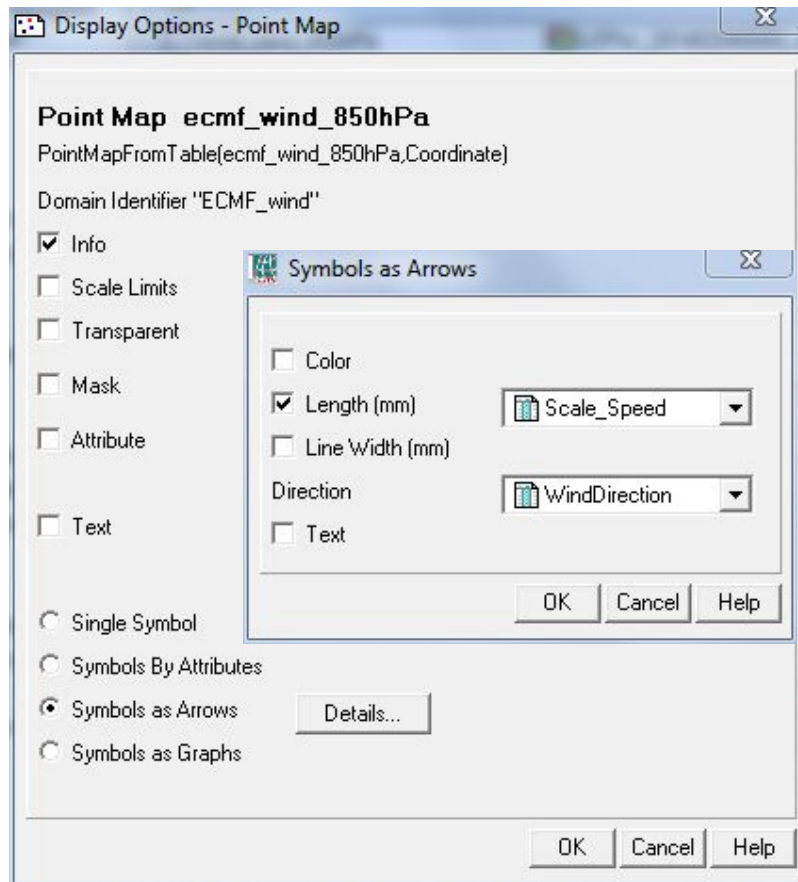 Display Options - Point Map
Point Map ecmf_wind_850hPa
PointMapFromTable(ecmf_wind_850hPa,Coordinate)
Domain Identifier "ECMF_wind"
Info
Scale Limits
Transparent
Mask
Attribute
Text
Single Symbol
Symbols By Attributes
Symbols as Arrows
Details...
Symbols as Graphs
OK Cancel Help
Symbols as Arrows
Color
Length (mm) Scale_Speed
Line Width (mm)
Direction WindDirection
Text
OK Cancel Help